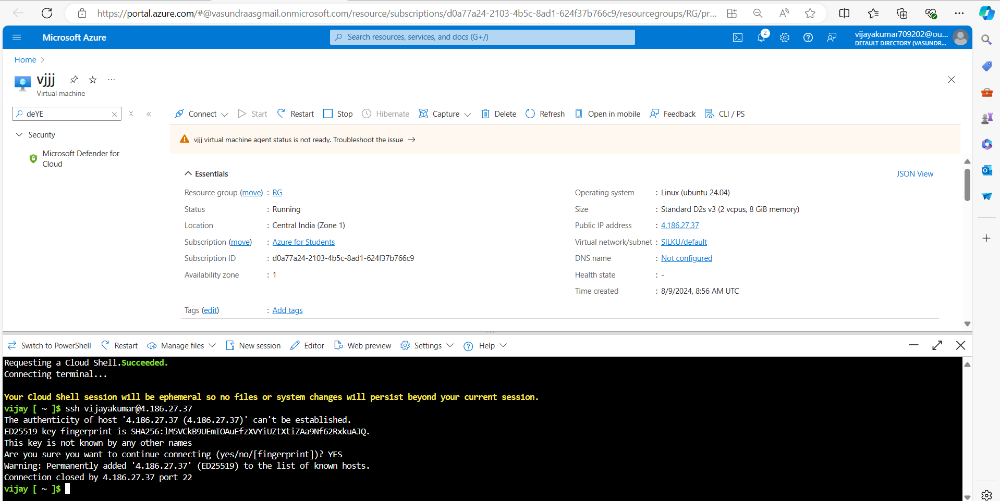 https://portal.azure.com/#@vasundraasgmail.onmicrosoft.com/resource/subscriptions/d0a77a24-2103-4b5c-8ad1-624f37b766c9/resourcegroups/RG/pr...
Microsoft Azure
Search resources, services, and docs (G+/)
2
vijayakumar709202@ou...
DEFAULT DIRECTORY (VASUNDR...
Home
vjjj
Virtual machine
deYE
Connect Start Restart Stop Hibernate Capture Delete Refresh Open in mobile Feedback CLI / PS
Security
Microsoft Defender for
Cloud
vjjj virtual machine agent status is not ready. Troubleshoot the issue →
Essentials
JSON View
Resource group (move) : RG
Status : Running
Location : Central India (Zone 1)
Subscription (move) : Azure for Students
Subscription ID : d0a77a24-2103-4b5c-8ad1-624f37b766c9
Availability zone : 1
Operating system : Linux (ubuntu 24.04)
Size : Standard D2s v3 (2 vcpus, 8 GiB memory)
Public IP address : 4.186.27.37
Virtual network/subnet : SILKU/default
DNS name : Not configured
Health state : -
Time created : 8/9/2024, 8:56 AM UTC
Tags (edit) : Add tags
Switch to PowerShell Restart Manage files New session Editor Web preview Settings Help
Requesting a Cloud Shell.Succeeded.
Connecting terminal...
Your Cloud Shell session will be ephemeral so no files or system changes will persist beyond your current session.
vijay [ ~ ]$ ssh vijayakumar@4.186.27.37
The authenticity of host '4.186.27.37 (4.186.27.37)' can't be established.
ED25519 key fingerprint is SHA256:lM5VCkB9UEmIOAuEfzXVYiUZtXtiZAa9Nf62RxkuAJQ.
This key is not known by any other names
Are you sure you want to continue connecting (yes/no/[fingerprint])? YES
Warning: Permanently added '4.186.27.37' (ED25519) to the list of known hosts.
Connection closed by 4.186.27.37 port 22
vijay [ ~ ]$